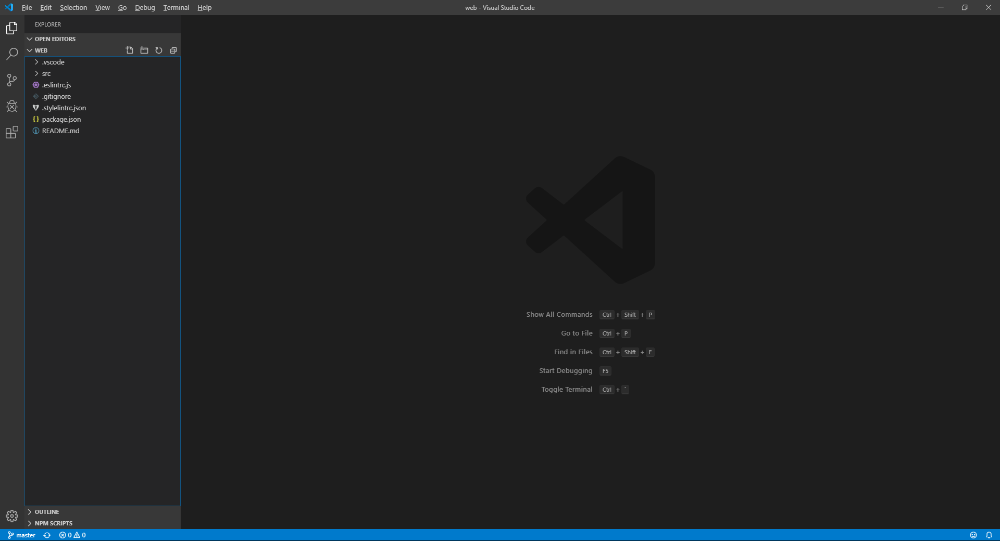 File Edit Selection View Go Debug Terminal Help
web - Visual Studio Code
EXPLORER
OPEN EDITORS
WEB
.vscode
src
.eslintrc.js
.gitignore
.stylelintrc.json
package.json
README.md
Show All Commands Ctrl + Shift + P
Go to File Ctrl + P
Find in Files Ctrl + Shift + F
Start Debugging F5
Toggle Terminal Ctrl + `
OUTLINE
NPM SCRIPTS
master 0 0